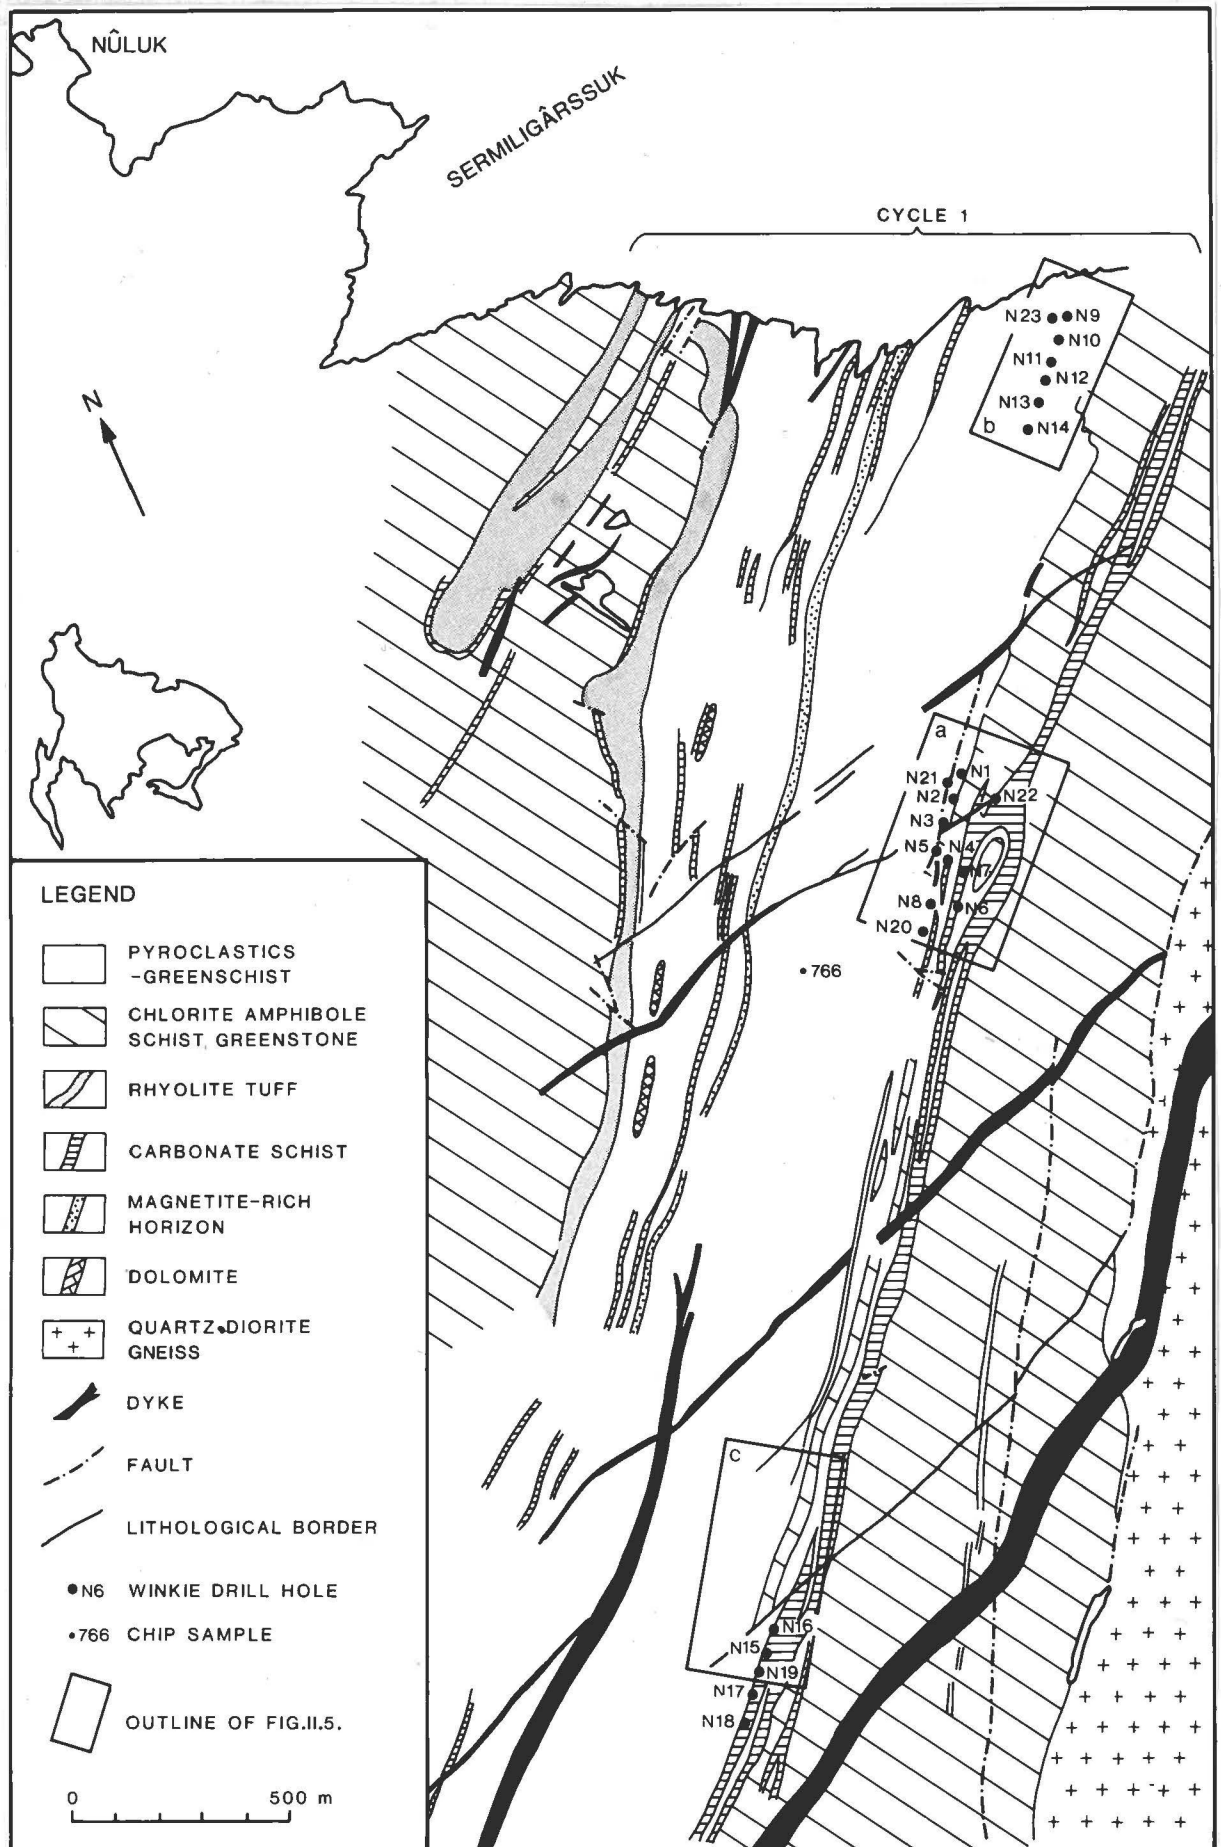 NÛLUK
SERMILIGÂRSSUK
CYCLE 1
N23
N9
N10
N11
N12
N13
N14
b
N
a
N21
N1
N2
N22
N3
N5
N4
N7
N8
N6
N20
766
c
N16
N15
N19
N17
N18
LEGEND
PYROCLASTICS
-GREENSCHIST
CHLORITE AMPHIBOLE
SCHIST, GREENSTONE
RHYOLITE TUFF
CARBONATE SCHIST
MAGNETITE-RICH
HORIZON
DOLOMITE
QUARTZ-DIORITE
GNEISS
DYKE
FAULT
LITHOLOGICAL BORDER
N6 WINKIE DRILL HOLE
766 CHIP SAMPLE
OUTLINE OF FIG.II.5.
0 500 m